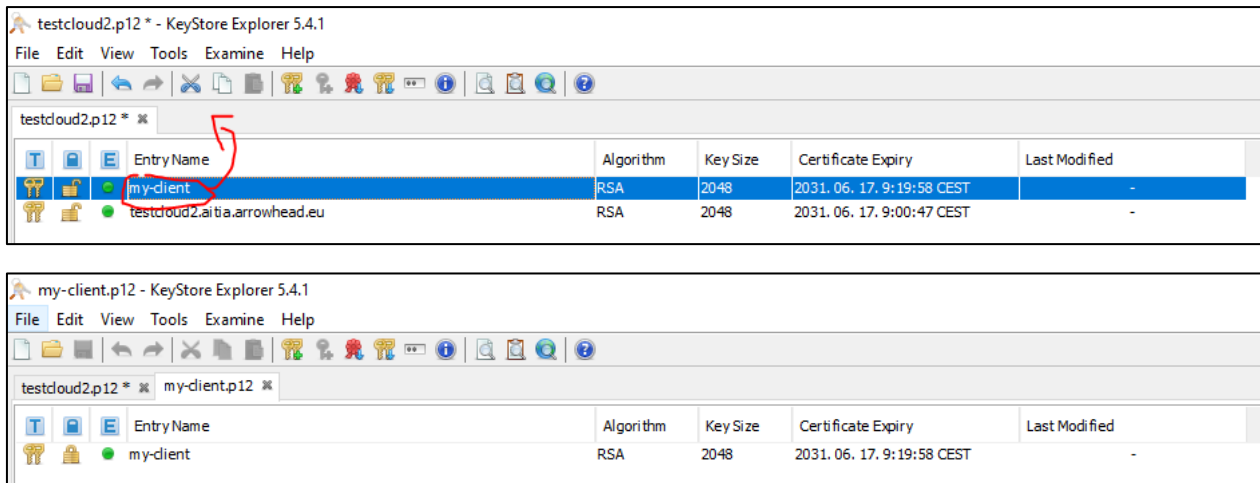 testcloud2.p12 * - KeyStore Explorer 5.4.1
File Edit View Tools Examine Help
testcloud2.p12 *
T E Entry Name Algorithm Key Size Certificate Expiry Last Modified
my-client RSA 2048 2031. 06. 17. 9:19:58 CEST -
testcloud2.aitia.arrowhead.eu RSA 2048 2031. 06. 17. 9:00:47 CEST -
my-client.p12 - KeyStore Explorer 5.4.1
File Edit View Tools Examine Help
testcloud2.p12 * my-client.p12
T E Entry Name Algorithm Key Size Certificate Expiry Last Modified
my-client RSA 2048 2031. 06. 17. 9:19:58 CEST -